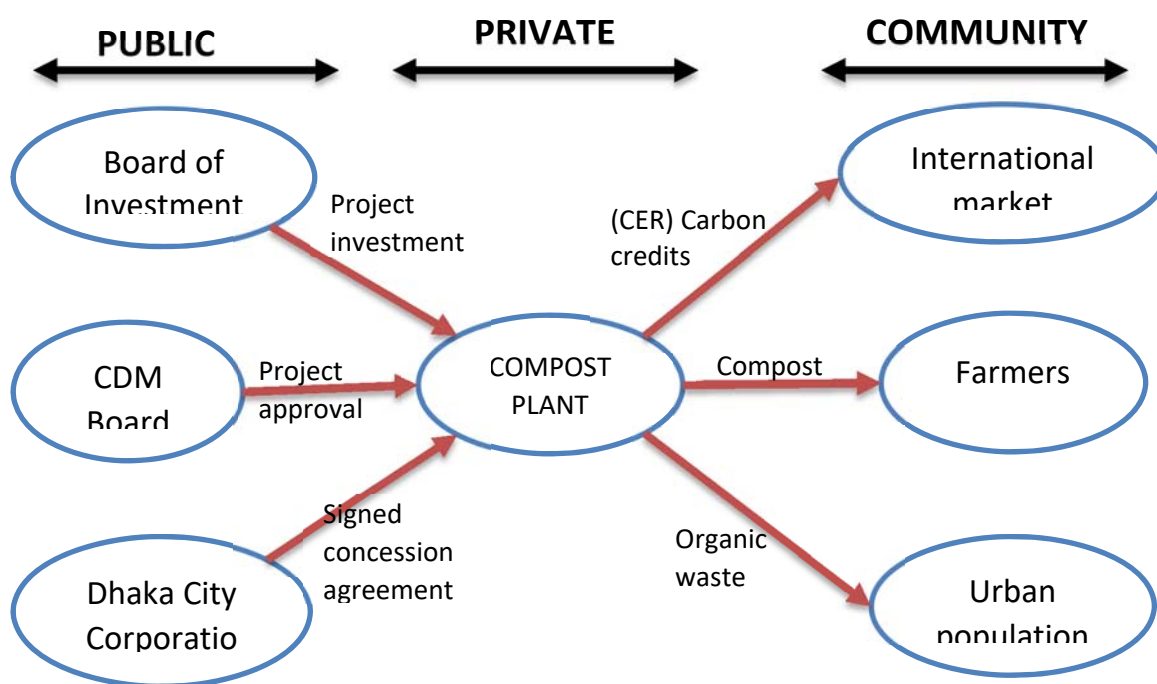 PUBLIC
PRIVATE
COMMUNITY
Board of
Investment
Project
investment
(CER) Carbon
credits
International
market
CDM
Board
Project
approval
COMPOST
PLANT
Compost
Farmers
Signed
concession
agreement
Organic
waste
Dhaka City
Corporatio
Urban
population